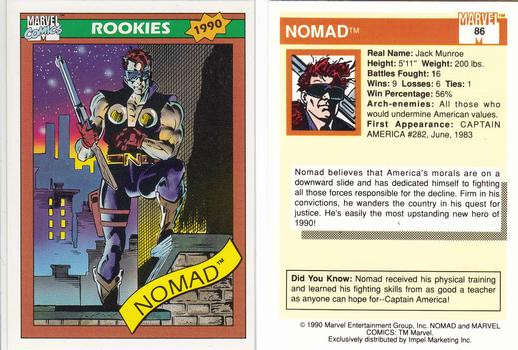 MARVEL
COMICS
ROOKIES
1990
N
NOMAD™
NOMAD™
MARVEL™
86
Real Name: Jack Munroe
Height: 5'11" Weight: 200 lbs.
Battles Fought: 16
Wins: 9 Losses: 6 Ties: 1
Win Percentage: 56%
Arch-enemies: All those who
would undermine American values.
First Appearance: CAPTAIN
AMERICA #282, June, 1983
Nomad believes that America's morals are on a
downward slide and has dedicated himself to fighting
all those forces responsible for the decline. Firm in his
convictions, he wanders the country in his quest for
justice. He's easily the most upstanding new hero of
1990!
Did You Know: Nomad received his physical training
and learned his fighting skills from as good a teacher
as anyone can hope for--Captain America!
© 1990 Marvel Entertainment Group, Inc. NOMAD and MARVEL
COMICS: TM Marvel.
Exclusively distributed by Impel Marketing Inc.